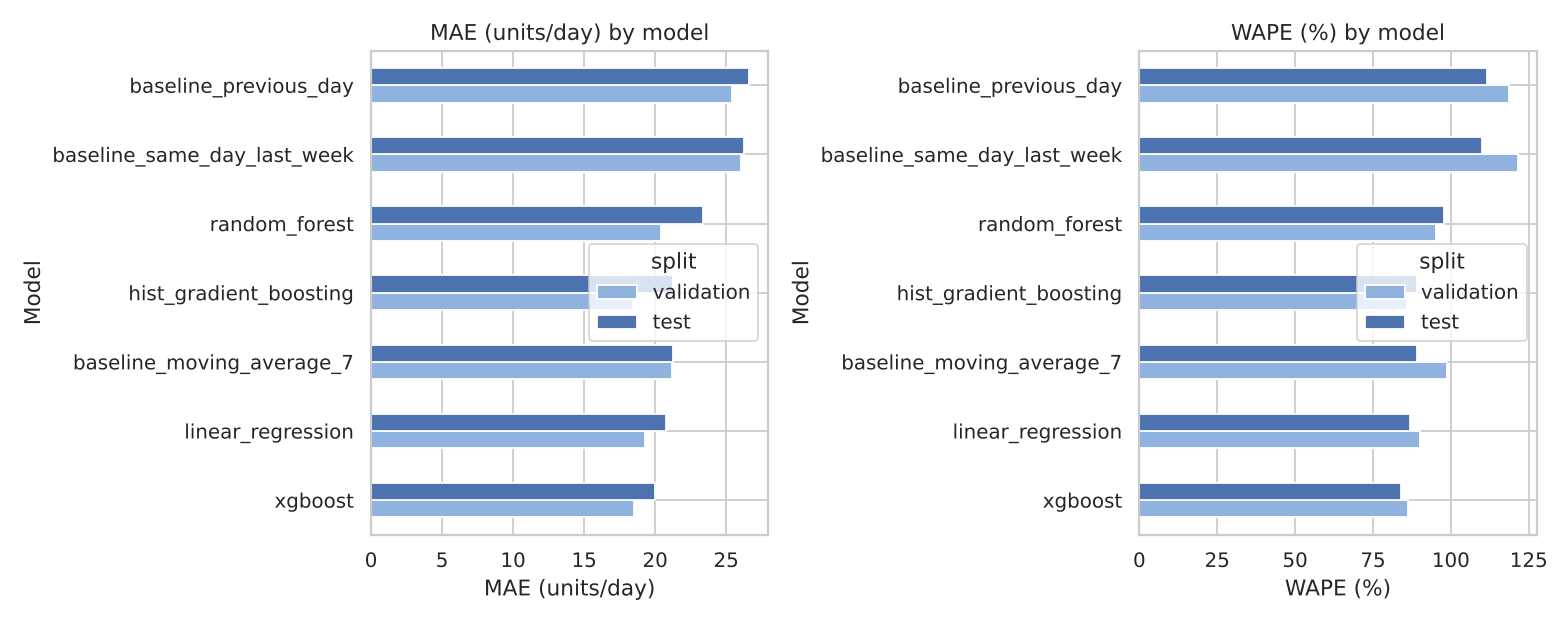 MAE (units/day) by model
baseline_previous_day
baseline_same_day_last_week
random_forest
hist_gradient_boosting
baseline_moving_average_7
linear_regression
xgboost
Model
split
validation
test
0 5 10 15 20 25
MAE (units/day)
WAPE (%) by model
baseline_previous_day
baseline_same_day_last_week
random_forest
hist_gradient_boosting
baseline_moving_average_7
linear_regression
xgboost
Model
split
validation
test
0 25 50 75 100 125
WAPE (%)